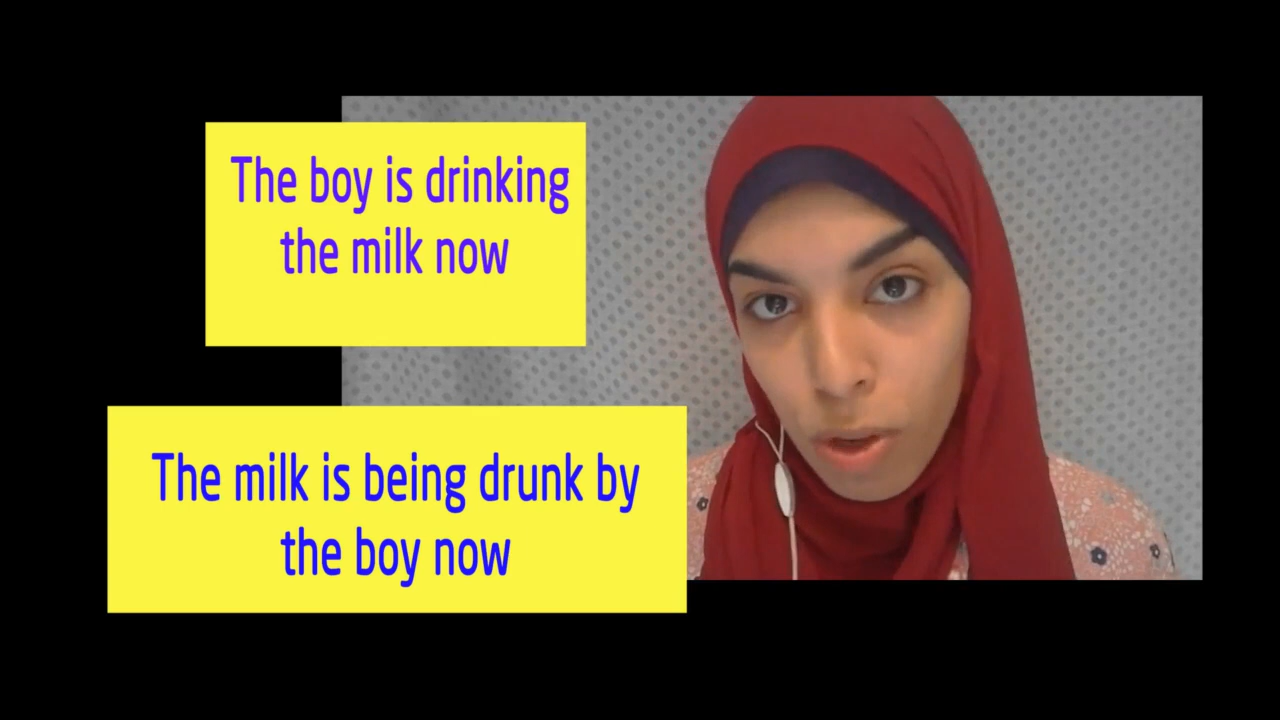 The boy is drinking
the milk now
The milk is being drunk by
the boy now